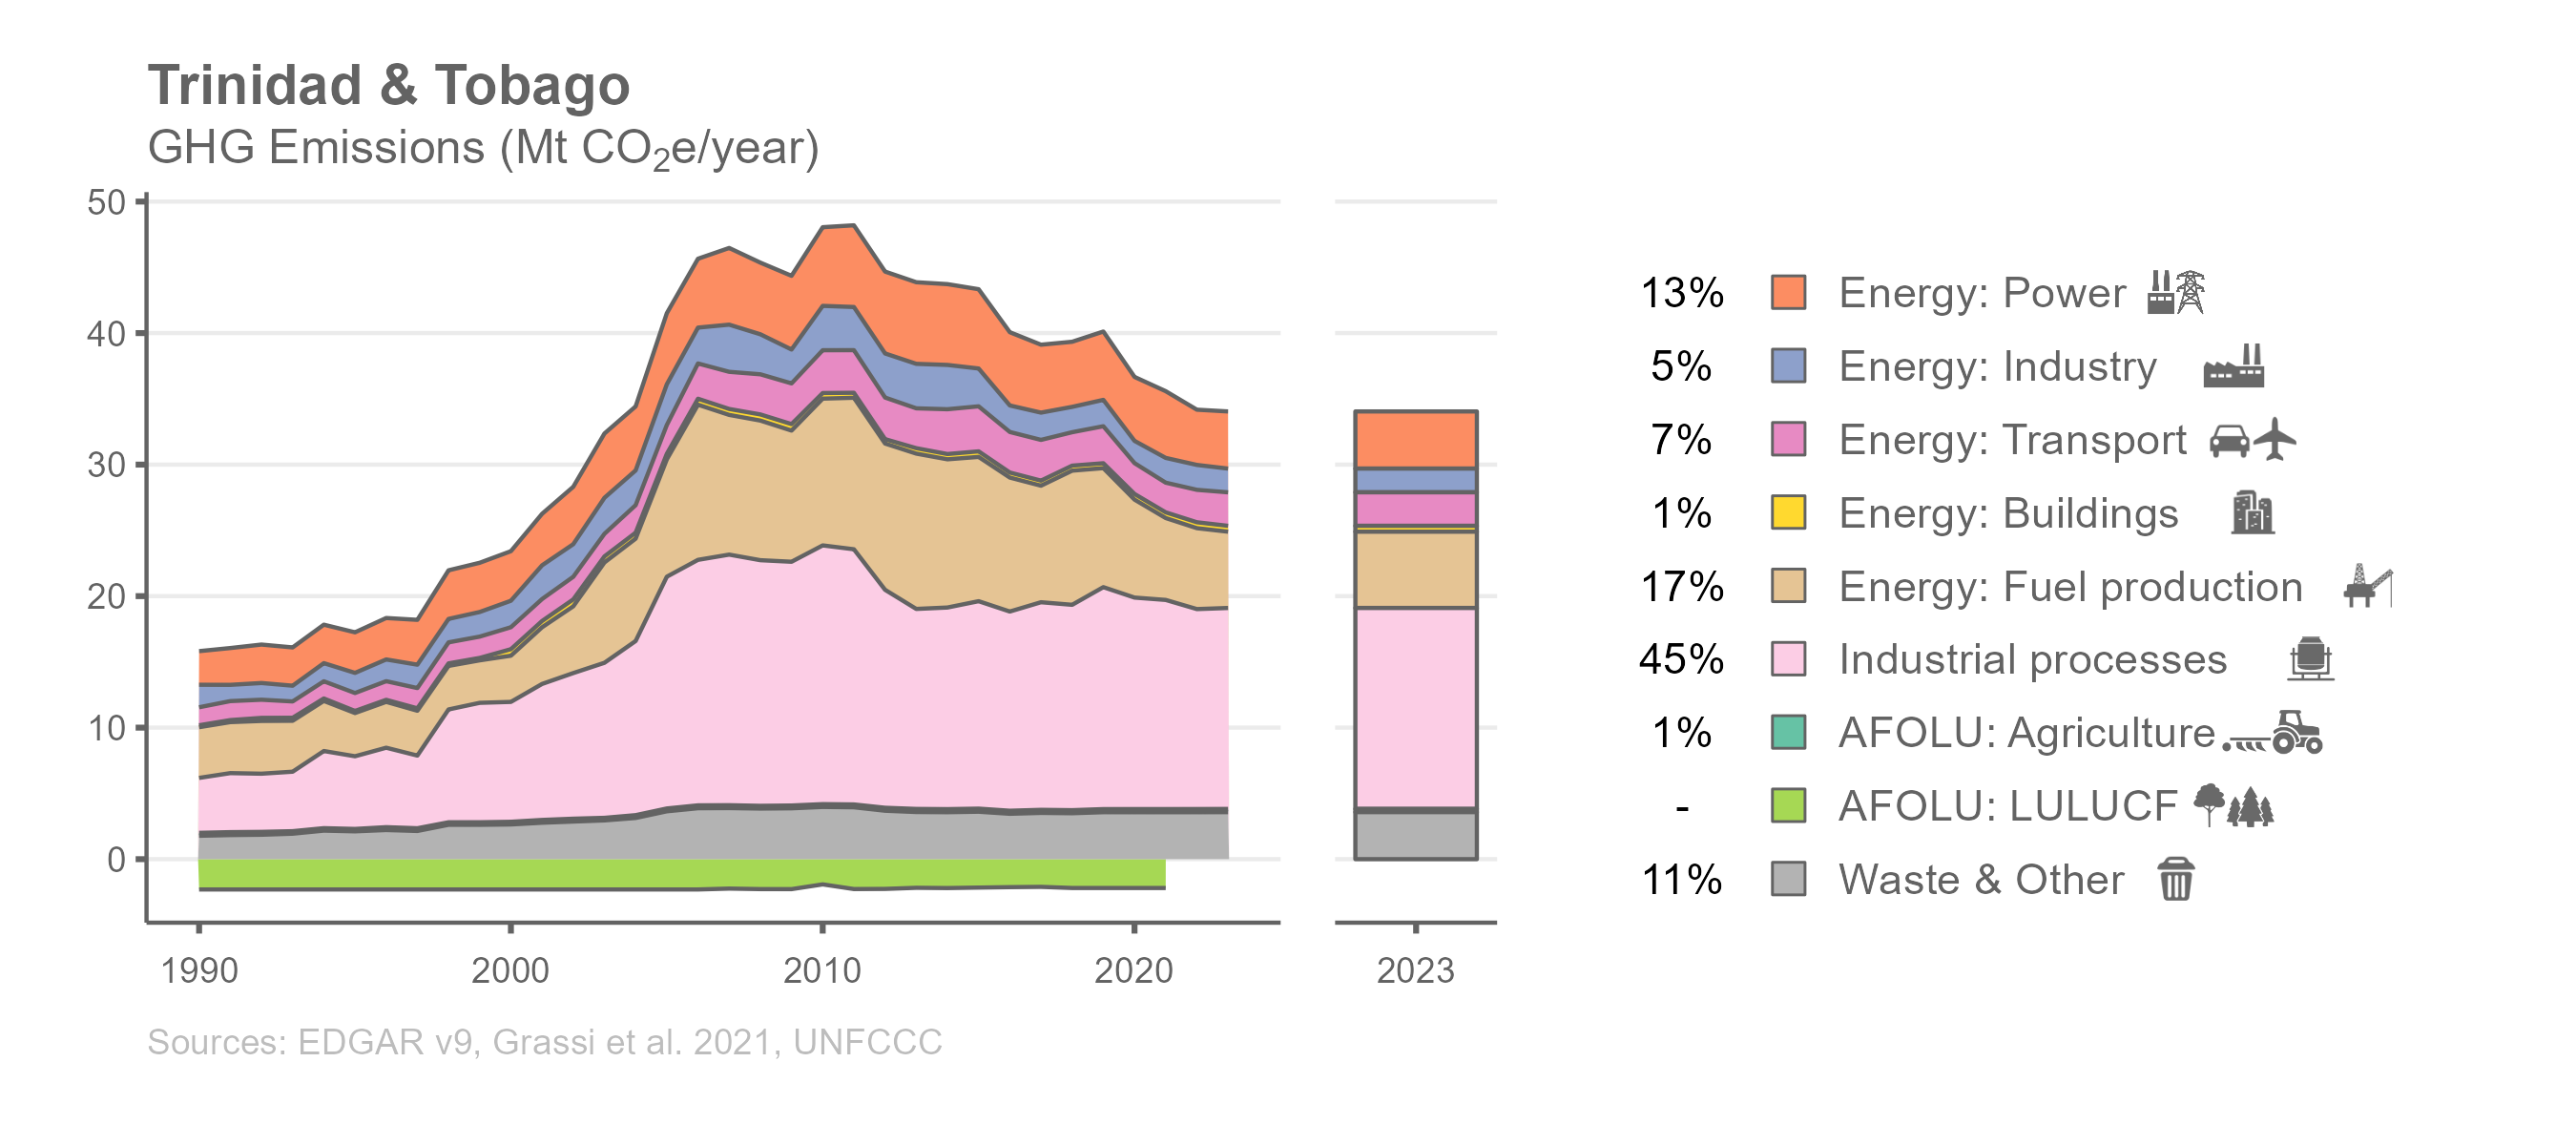 Trinidad & Tobago
GHG Emissions (Mt CO₂e/year)
50
40
30
20
10
0
1990 2000 2010 2020 2023
13% Energy: Power
5% Energy: Industry
7% Energy: Transport
1% Energy: Buildings
17% Energy: Fuel production
45% Industrial processes
1% AFOLU: Agriculture
- AFOLU: LULUCF
11% Waste & Other
Sources: EDGAR v9, Grassi et al. 2021, UNFCCC